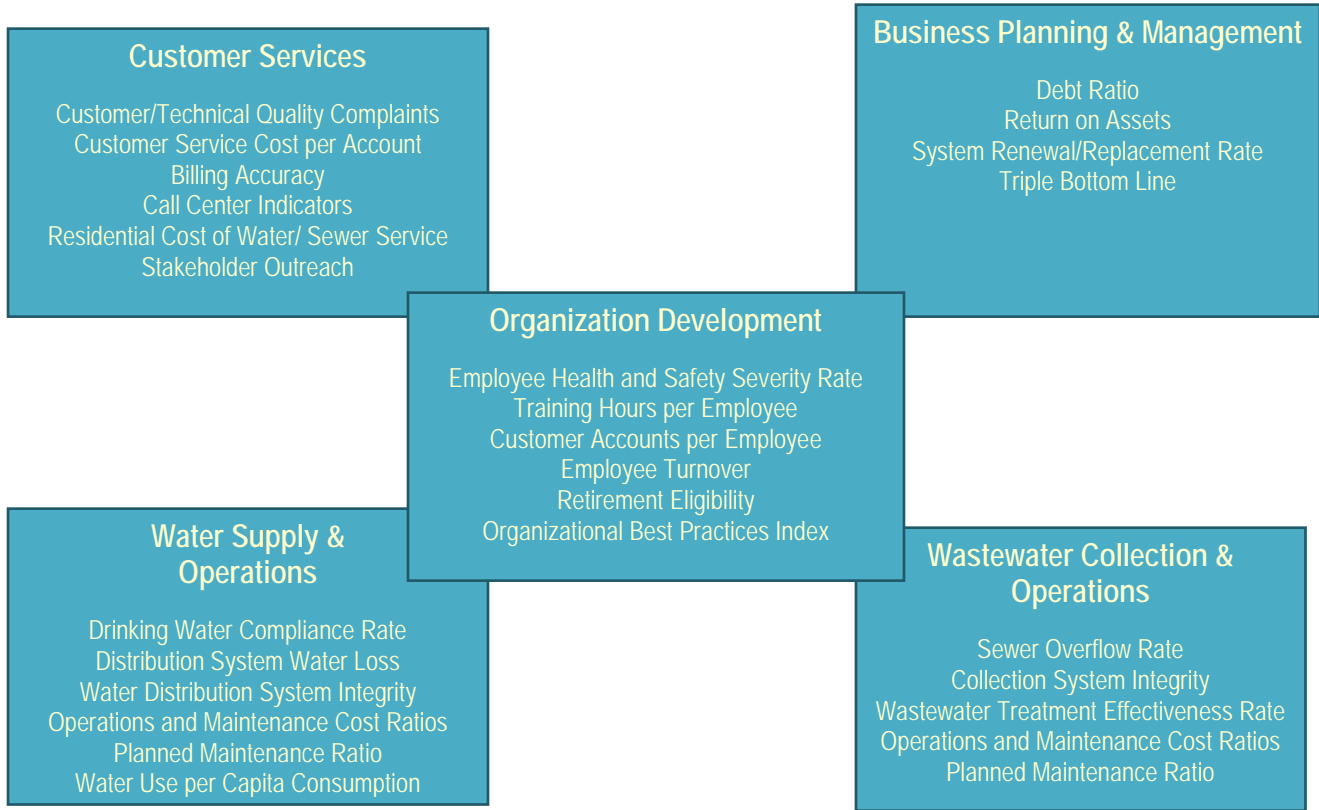 Customer Services
Customer/Technical Quality Complaints
Customer Service Cost per Account
Billing Accuracy
Call Center Indicators
Residential Cost of Water/ Sewer Service
Stakeholder Outreach
Business Planning & Management
Debt Ratio
Return on Assets
System Renewal/Replacement Rate
Triple Bottom Line
Organization Development
Employee Health and Safety Severity Rate
Training Hours per Employee
Customer Accounts per Employee
Employee Turnover
Retirement Eligibility
Organizational Best Practices Index
Water Supply &
Operations
Drinking Water Compliance Rate
Distribution System Water Loss
Water Distribution System Integrity
Operations and Maintenance Cost Ratios
Planned Maintenance Ratio
Water Use per Capita Consumption
Wastewater Collection &
Operations
Sewer Overflow Rate
Collection System Integrity
Wastewater Treatment Effectiveness Rate
Operations and Maintenance Cost Ratios
Planned Maintenance Ratio